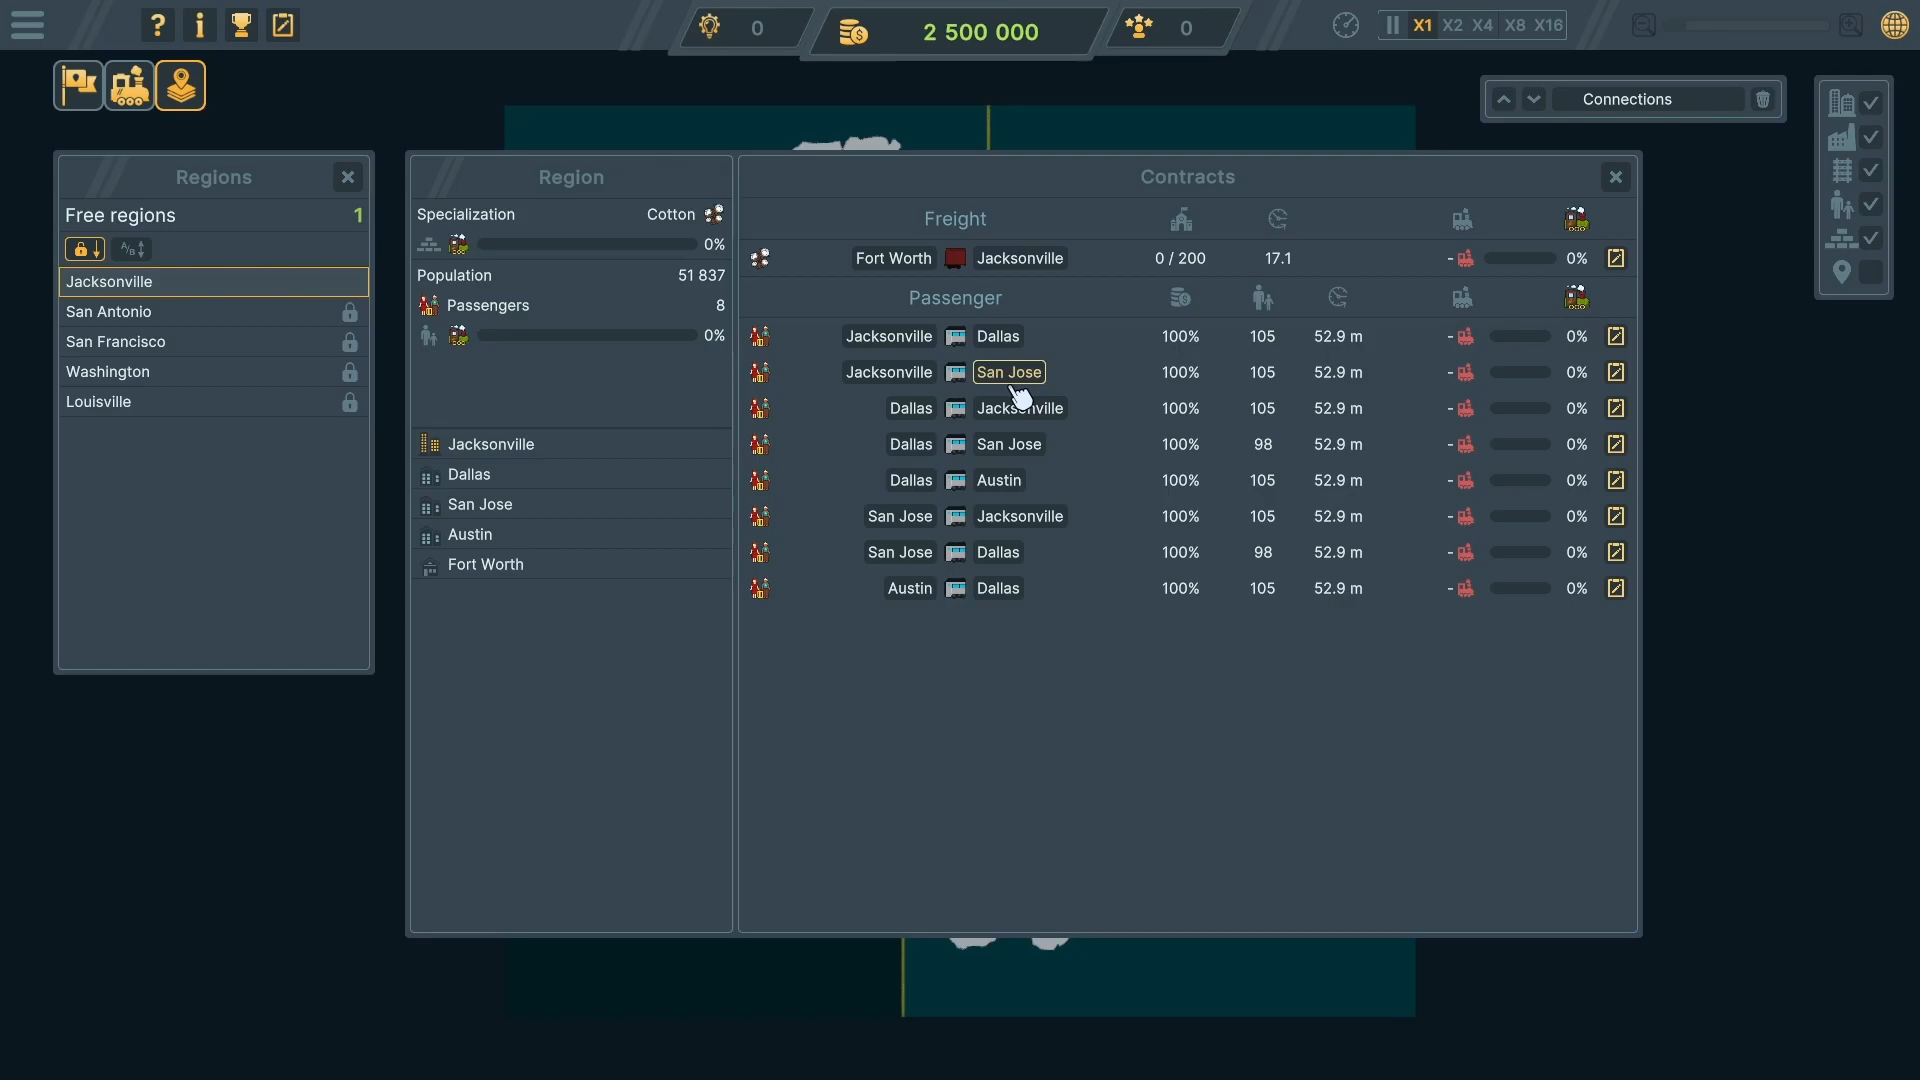 ? i 0 2 500 000 0 X1 X2 X4 X8 X16
Connections
Regions
Free regions 1
A/B
Jacksonville
San Antonio
San Francisco
Washington
Louisville
Region
Specialization Cotton
0%
Population 51 837
Passengers 8
0%
Jacksonville
Dallas
San Jose
Austin
Fort Worth
Contracts
Freight
Fort Worth Jacksonville 0 / 200 17.1 - 0%
Passenger
Jacksonville Dallas 100% 105 52.9 m - 0%
Jacksonville San Jose 100% 105 52.9 m - 0%
Dallas Jacksonville 100% 105 52.9 m - 0%
Dallas San Jose 100% 98 52.9 m - 0%
Dallas Austin 100% 105 52.9 m - 0%
San Jose Jacksonville 100% 105 52.9 m - 0%
San Jose Dallas 100% 98 52.9 m - 0%
Austin Dallas 100% 105 52.9 m - 0%